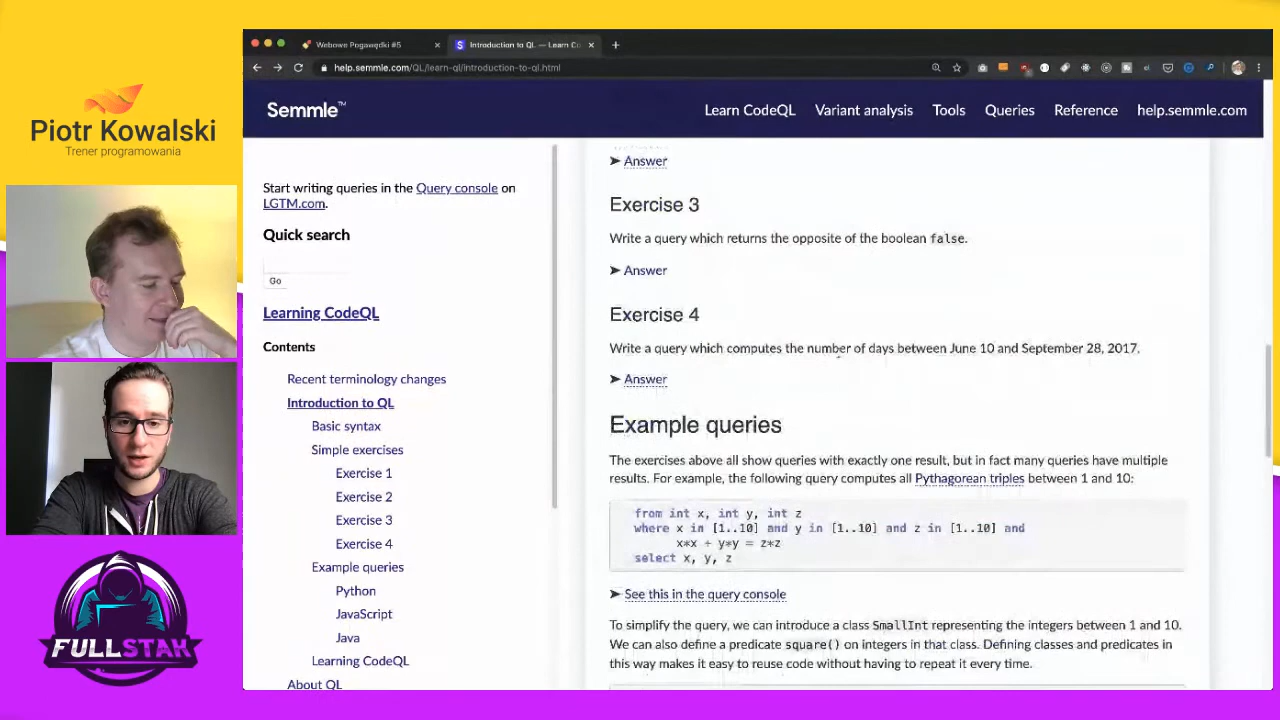 Piotr Kowalski
Trener programowania
FULLSTAK
Webowe Pogawędki #5
Introduction to QL — Learn Co
help.semmle.com/QL/learn-ql/introduction-to-ql.html
Semmle™
Learn CodeQL
Variant analysis
Tools
Queries
Reference
help.semmle.com
Start writing queries in the Query console on
LGTM.com.
Quick search
Go
Learning CodeQL
Contents
Recent terminology changes
Introduction to QL
Basic syntax
Simple exercises
Exercise 1
Exercise 2
Exercise 3
Exercise 4
Example queries
Python
JavaScript
Java
Learning CodeQL
About QL
➤ Answer
Exercise 3
Write a query which returns the opposite of the boolean false.
➤ Answer
Exercise 4
Write a query which computes the number of days between June 10 and September 28, 2017.
➤ Answer
Example queries
The exercises above all show queries with exactly one result, but in fact many queries have multiple
results. For example, the following query computes all Pythagorean triples between 1 and 10:
from int x, int y, int z
where x in [1..10] and y in [1..10] and z in [1..10] and
x*x + y*y = z*z
select x, y, z
➤ See this in the query console
To simplify the query, we can introduce a class SmallInt representing the integers between 1 and 10.
We can also define a predicate square() on integers in that class. Defining classes and predicates in
this way makes it easy to reuse code without having to repeat it every time.